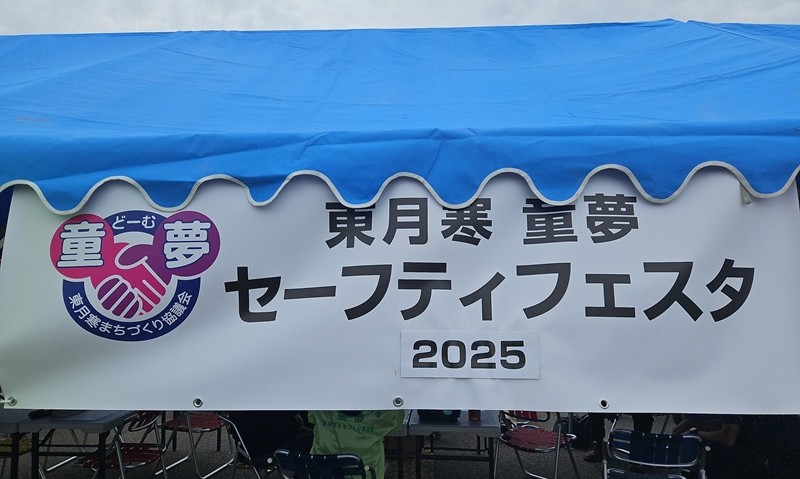 どーむ
童夢
東月寒まちづくり協議会
東月寒 童夢
セーフティフェスタ
2025